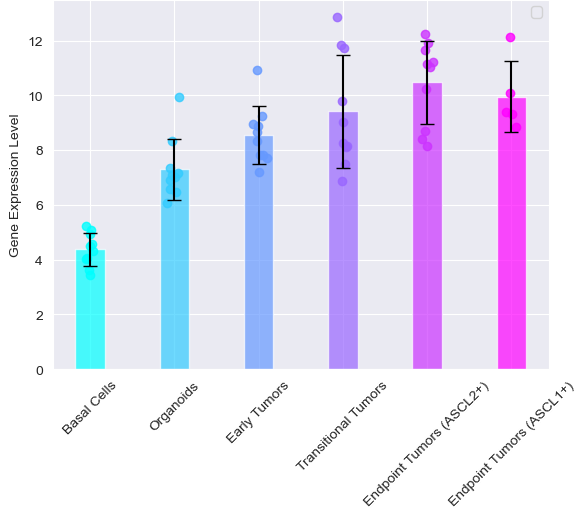 Gene Expression Level
12
10
8
6
4
2
0
Basal Cells
Organoids
Early Tumors
Transitional Tumors
Endpoint Tumors (ASCL2+)
Endpoint Tumors (ASCL1+)